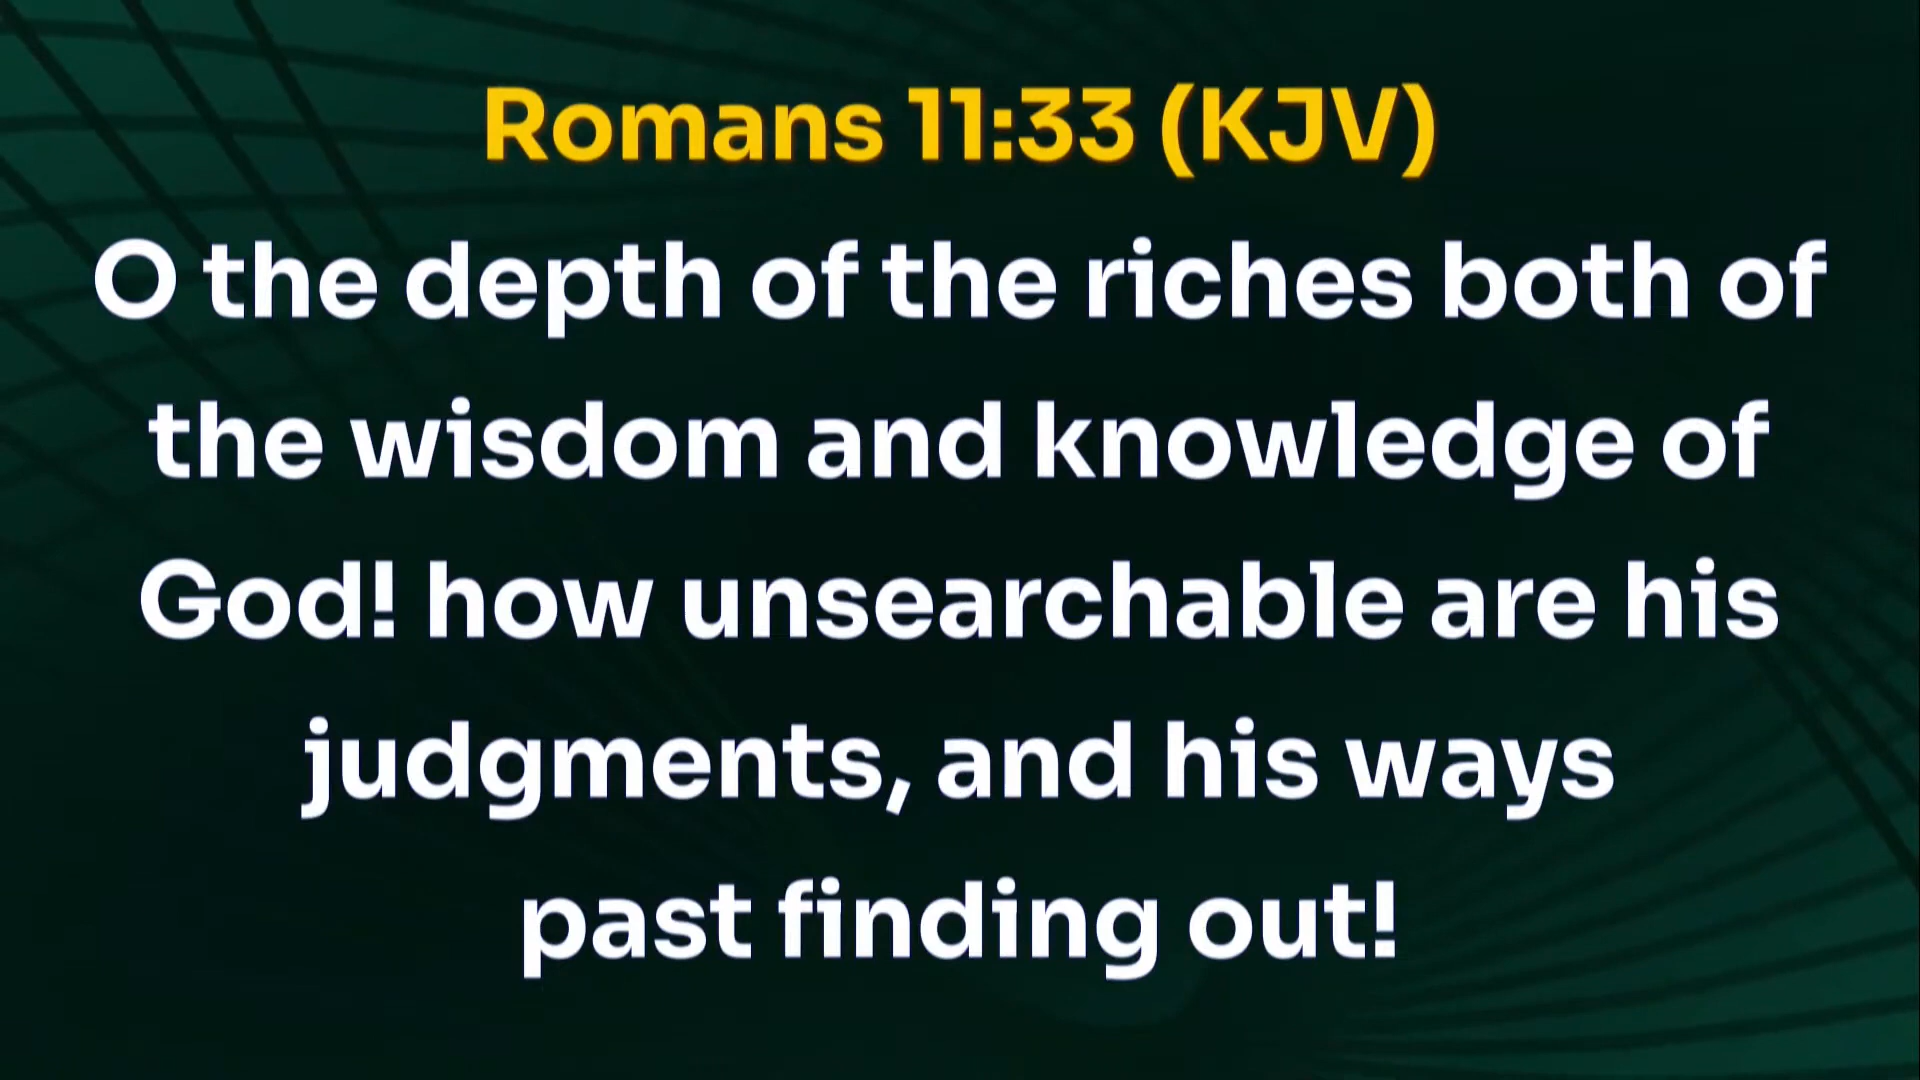 Romans 11:33 (KJV)
O the depth of the riches both of
the wisdom and knowledge of
God! how unsearchable are his
judgments, and his ways
past finding out!